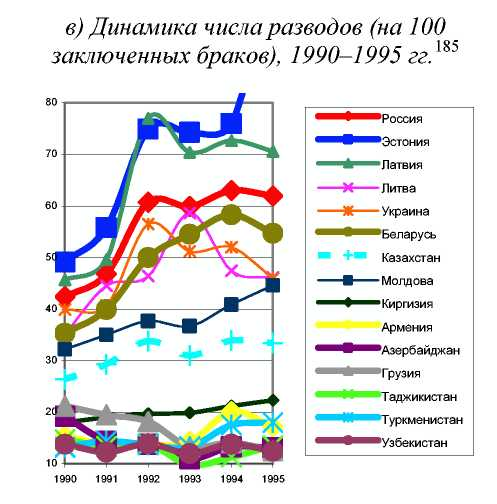 в) Динамика числа разводов (на 100
заключенных браков), 1990–1995 гг.185
80
70
60
50
40
30
20
10
1990 1991 1992 1993 1994 1995
Россия
Эстония
Латвия
Литва
Украина
Беларусь
Казахстан
Молдова
Киргизия
Армения
Азербайджан
Грузия
Таджикистан
Туркменистан
Узбекистан